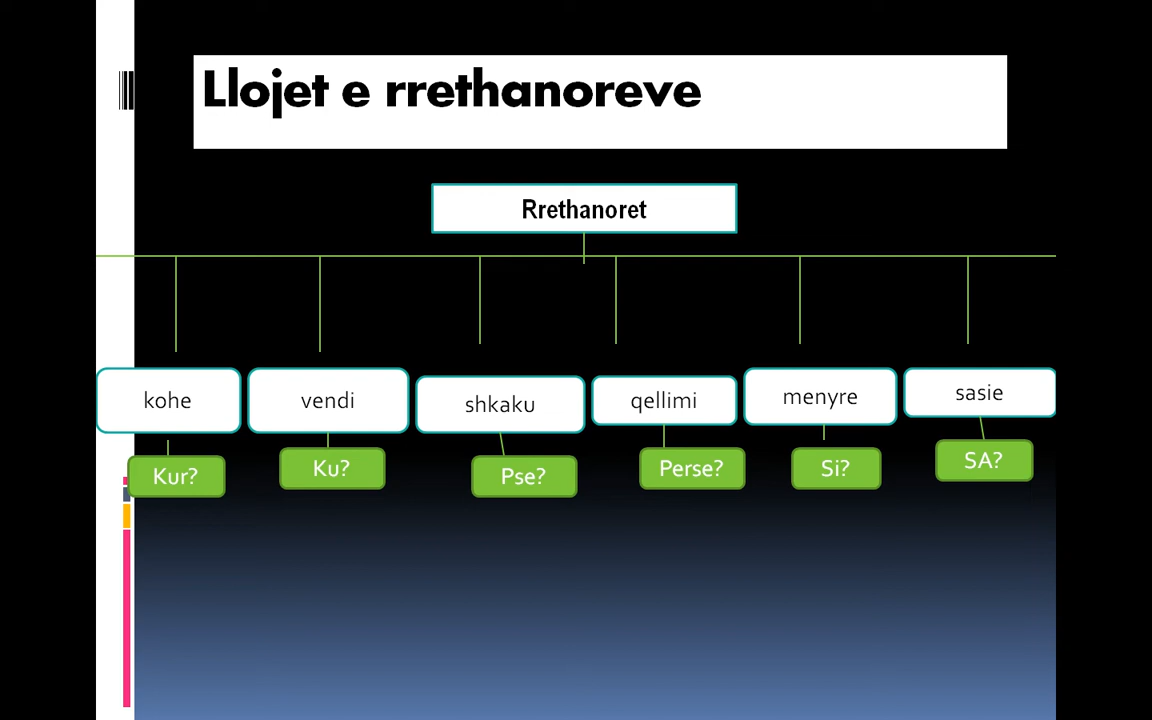 Llojet e rrethanoreve
Rrethanoret
kohe
vendi
shkaku
qellimi
menyre
sasie
Kur?
Ku?
Pse?
Perse?
Si?
SA?